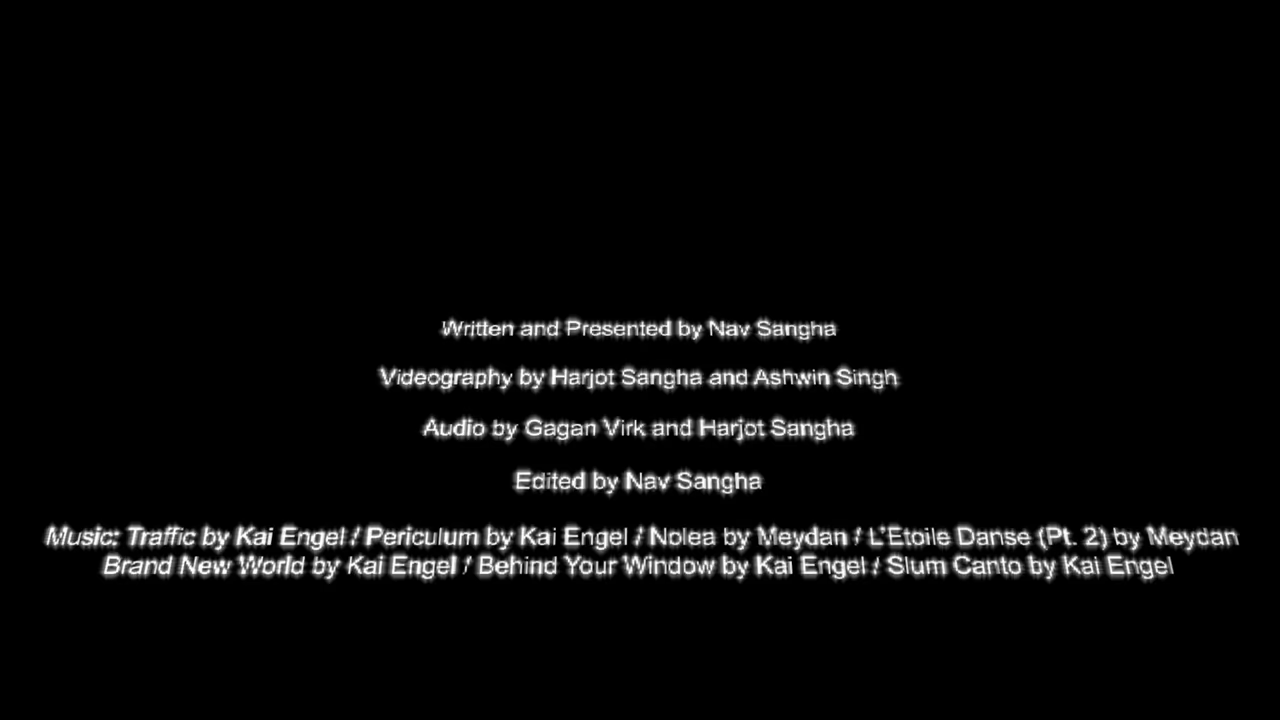 Written and Presented by Nav Sangha
Videography by Harjot Sangha and Ashwin Singh
Audio by Gagan Virk and Harjot Sangha
Edited by Nav Sangha
Music: Traffic by Kai Engel / Periculum by Kai Engel / Nolea by Meydan / L'Etoile Danse (Pt. 2) by Meydan
Brand New World by Kai Engel / Behind Your Window by Kai Engel / Slum Canto by Kai Engel